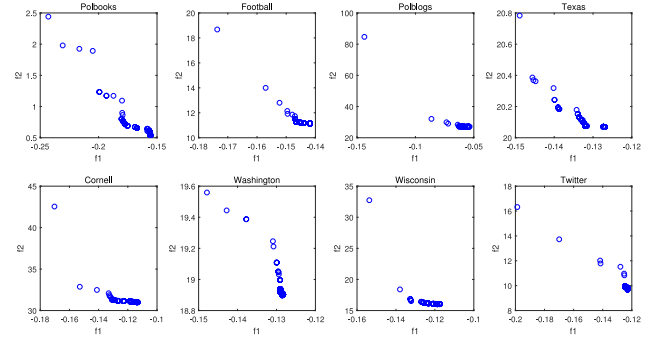 Polbooks
2.5
2
1.5
1
0.5
-0.25 -0.2 -0.15
f1
f2
Football
20
18
16
14
12
10
-0.18 -0.17 -0.16 -0.15 -0.14
f1
f2
Polblogs
100
80
60
40
20
-0.15 -0.1 -0.05
f1
f2
Texas
20.8
20.6
20.4
20.2
20
-0.15 -0.14 -0.13 -0.12
f1
f2
Cornell
45
40
35
30
-0.18 -0.16 -0.14 -0.12 -0.1
f1
f2
Washington
19.6
19.4
19.2
19
18.8
-0.15 -0.14 -0.13 -0.12
f1
f2
Wisconsin
35
30
25
20
15
-0.16 -0.14 -0.12 -0.1
f1
f2
Twitter
18
16
14
12
10
8
-0.2 -0.18 -0.16 -0.14 -0.12
f1
f2